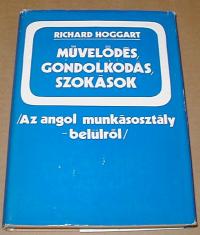 RICHARD HOGGART
MŰVELŐDÉS,
GONDOLKODÁS,
SZOKÁSOK
/Az angol munkásosztály
-belülről/